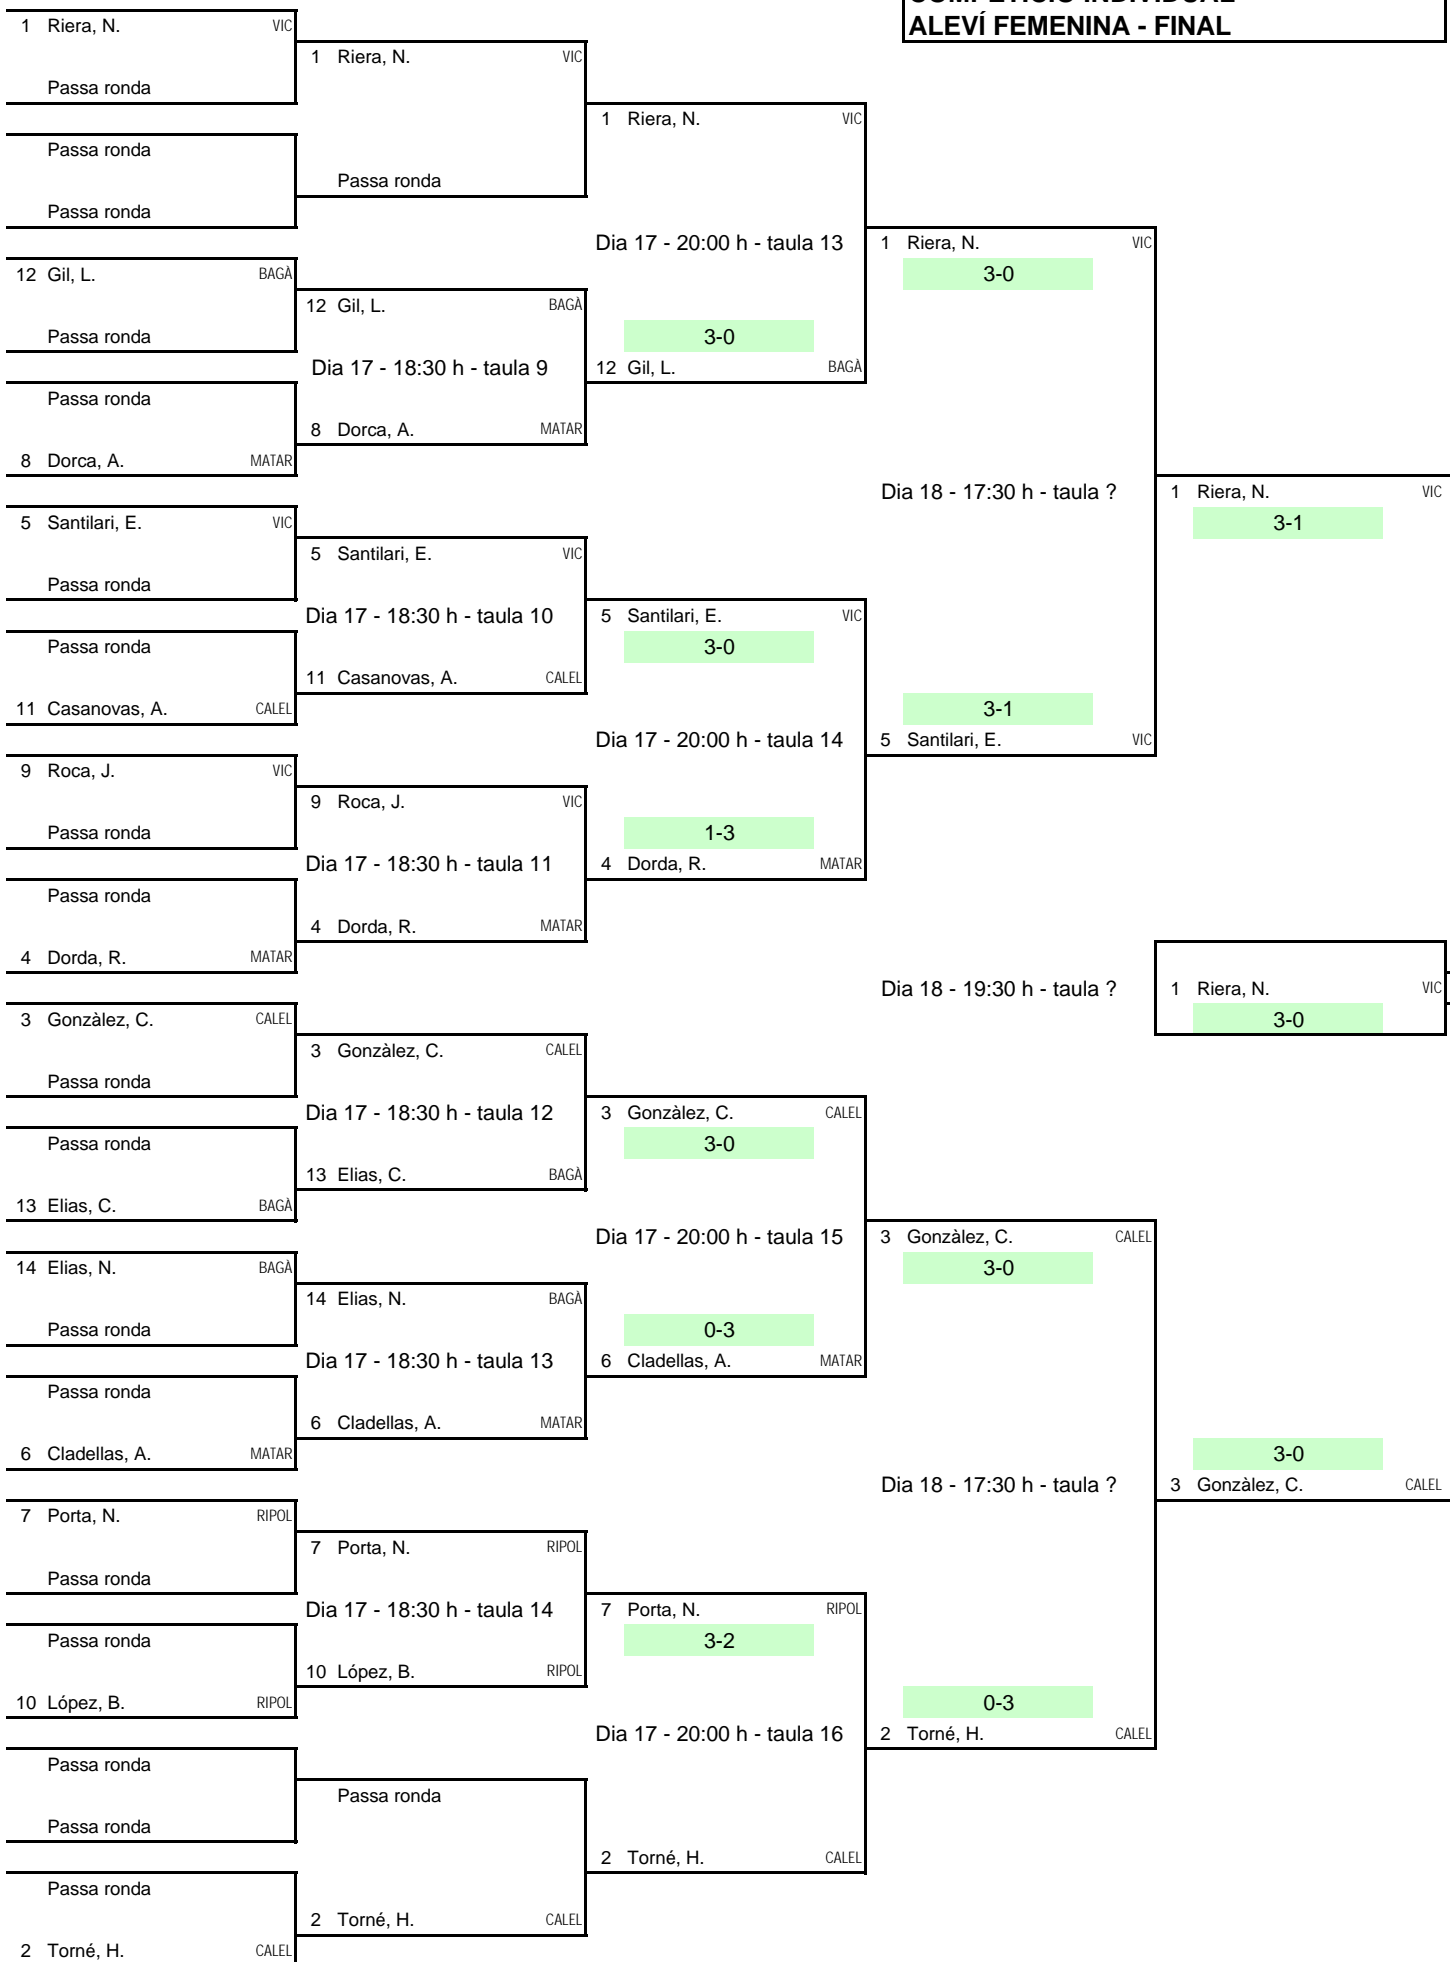 COMPETICIÓ INDIVIDUAL
ALEVÍ FEMENINA - FINAL
1 Riera, N. VIC
1 Riera, N. VIC
Passa ronda
1 Riera, N. VIC
Passa ronda
Passa ronda
Passa ronda
Dia 17 - 20:00 h - taula 13
1 Riera, N. VIC
12 Gil, L. BAGÀ
3-0
12 Gil, L. BAGÀ
Passa ronda
3-0
Dia 17 - 18:30 h - taula 9
12 Gil, L. BAGÀ
Passa ronda
8 Dorca, A. MATAR
8 Dorca, A. MATAR
Dia 18 - 17:30 h - taula ?
1 Riera, N. VIC
5 Santilari, E. VIC
3-1
5 Santilari, E. VIC
Passa ronda
Dia 17 - 18:30 h - taula 10
5 Santilari, E. VIC
Passa ronda
3-0
11 Casanovas, A. CALEL
11 Casanovas, A. CALEL
3-1
Dia 17 - 20:00 h - taula 14
5 Santilari, E. VIC
9 Roca, J. VIC
9 Roca, J. VIC
Passa ronda
1-3
Dia 17 - 18:30 h - taula 11
4 Dorda, R. MATAR
Passa ronda
4 Dorda, R. MATAR
4 Dorda, R. MATAR
Dia 18 - 19:30 h - taula ?
1 Riera, N. VIC
3 Gonzàlez, C. CALEL
3-0
3 Gonzàlez, C. CALEL
Passa ronda
Dia 17 - 18:30 h - taula 12
3 Gonzàlez, C. CALEL
Passa ronda
3-0
13 Elias, C. BAGÀ
13 Elias, C. BAGÀ
Dia 17 - 20:00 h - taula 15
3 Gonzàlez, C. CALEL
14 Elias, N. BAGÀ
3-0
14 Elias, N. BAGÀ
Passa ronda
0-3
Dia 17 - 18:30 h - taula 13
6 Cladellas, A. MATAR
Passa ronda
6 Cladellas, A. MATAR
6 Cladellas, A. MATAR
3-0
Dia 18 - 17:30 h - taula ?
3 Gonzàlez, C. CALEL
7 Porta, N. RIPOL
7 Porta, N. RIPOL
Passa ronda
Dia 17 - 18:30 h - taula 14
7 Porta, N. RIPOL
Passa ronda
3-2
10 López, B. RIPOL
10 López, B. RIPOL
0-3
Dia 17 - 20:00 h - taula 16
2 Torné, H. CALEL
Passa ronda
Passa ronda
Passa ronda
2 Torné, H. CALEL
Passa ronda
2 Torné, H. CALEL
2 Torné, H. CALEL